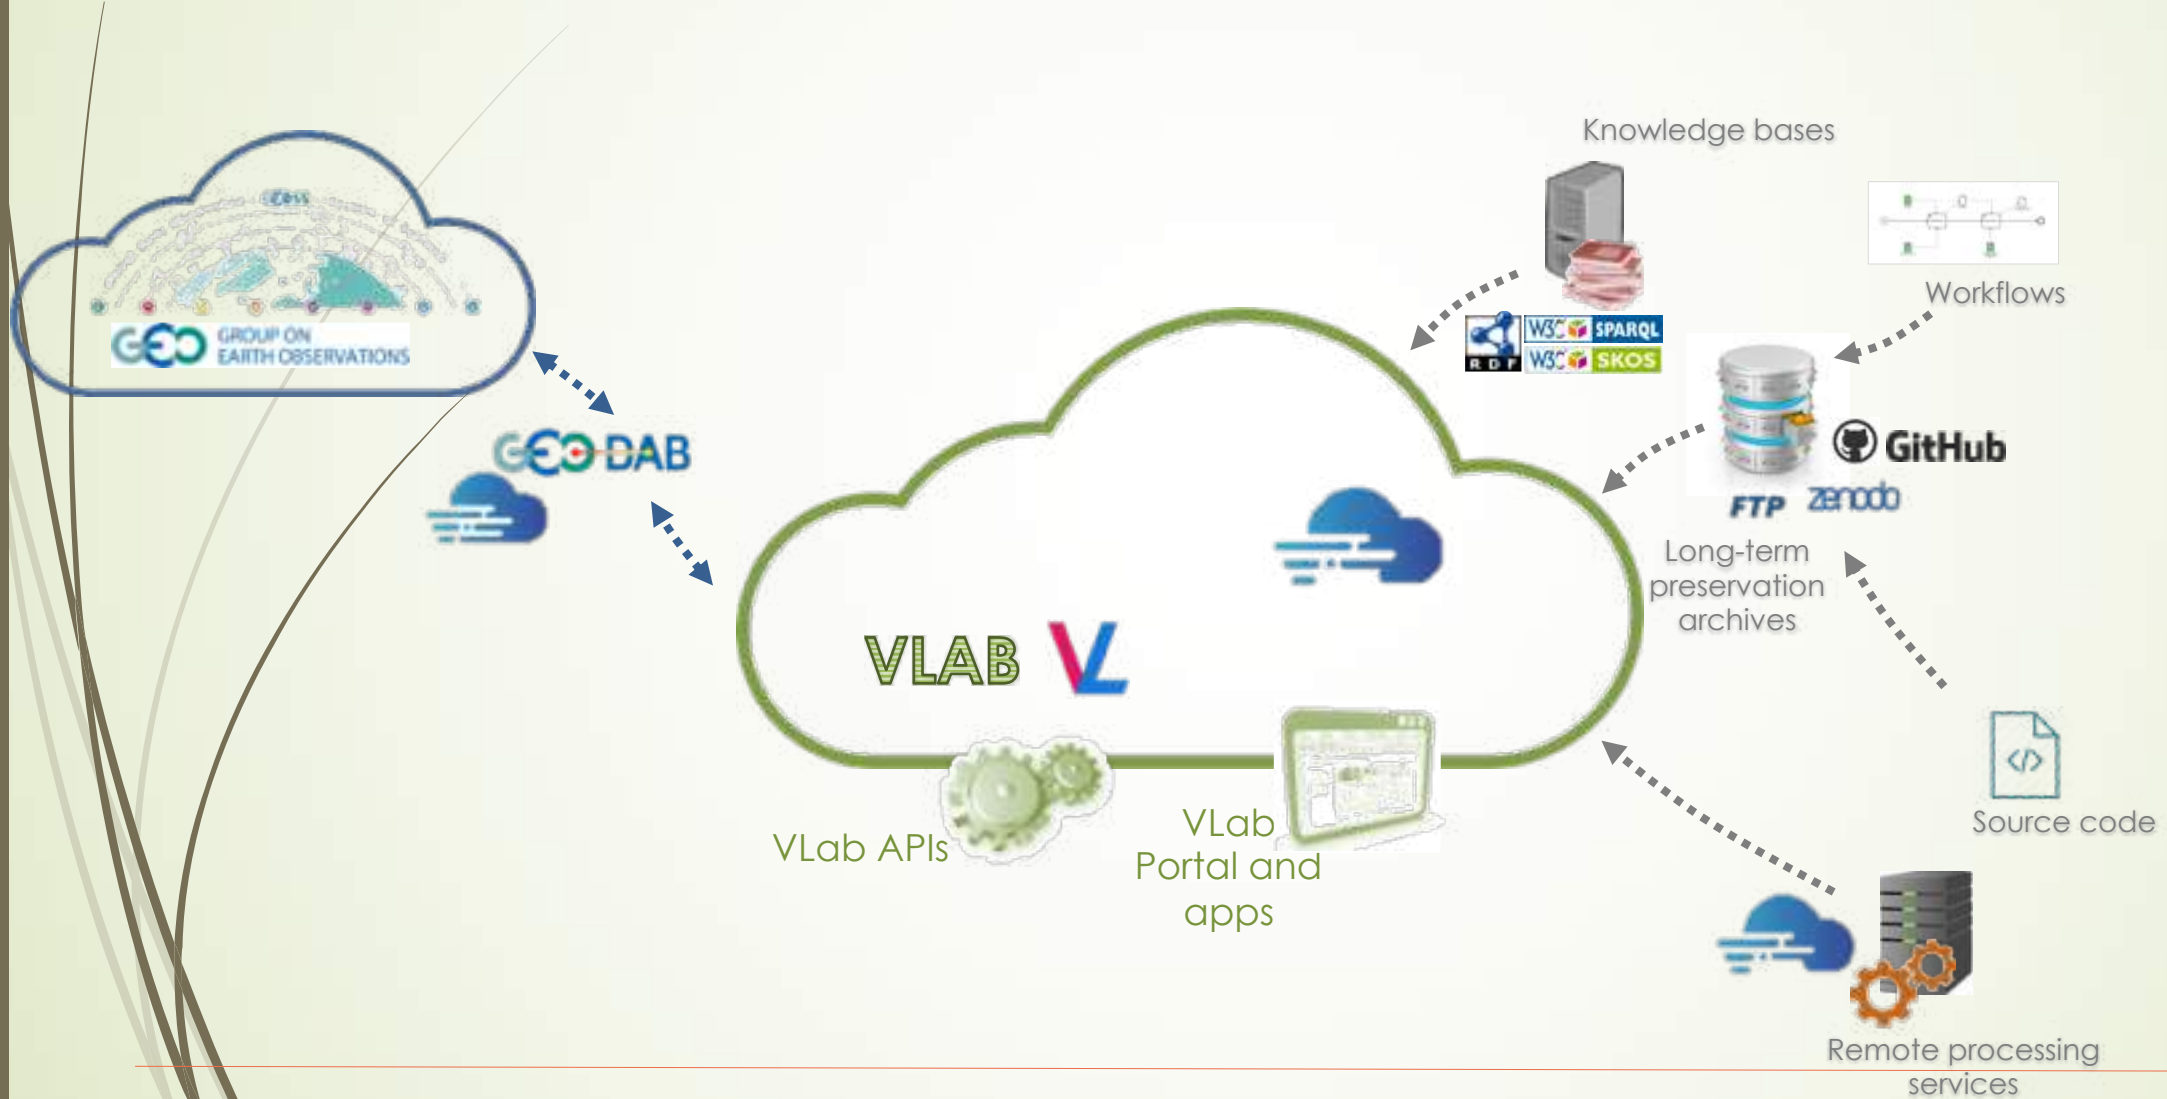 Knowledge bases
Workflows
GEO GROUP ON
EARTH OBSERVATIONS
RDF
W3C SPARQL
W3C SKOS
GEO DAB
GitHub
FTP
zenodo
Long-term
preservation
archives
VLAB VL
</>
Source code
VLab APIs
VLab
Portal and
apps
Remote processing
services